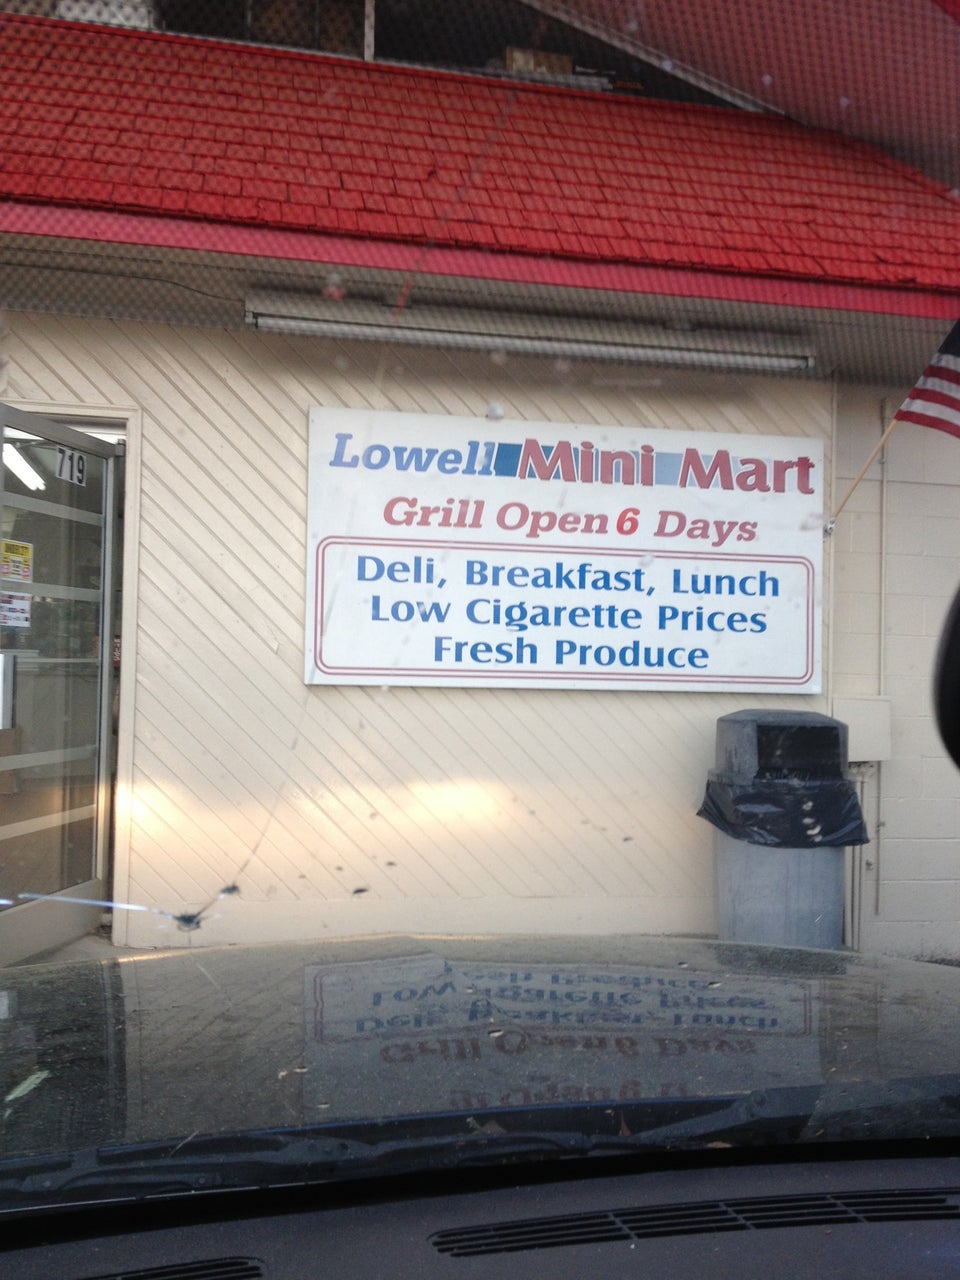 719
Lowell Mini Mart
Grill Open 6 Days
Deli, Breakfast, Lunch
Low Cigarette Prices
Fresh Produce